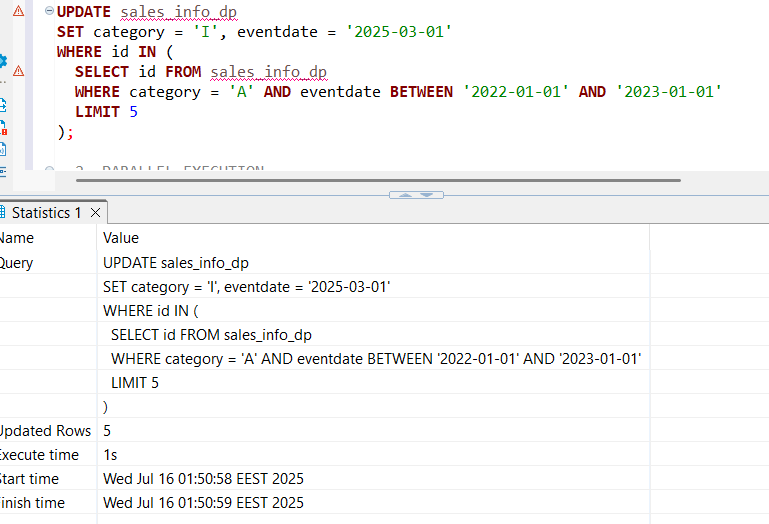 UPDATE sales_info_dp
SET category = 'I', eventdate = '2025-03-01'
WHERE id IN (
SELECT id FROM sales_info_dp
WHERE category = 'A' AND eventdate BETWEEN '2022-01-01' AND '2023-01-01'
LIMIT 5
);
2. PARALLEL EXECUTION
Statistics 1
Name Value
Query UPDATE sales_info_dp
SET category = 'I', eventdate = '2025-03-01'
WHERE id IN (
SELECT id FROM sales_info_dp
WHERE category = 'A' AND eventdate BETWEEN '2022-01-01' AND '2023-01-01'
LIMIT 5
)
Updated Rows 5
Execute time 1s
Start time Wed Jul 16 01:50:58 EEST 2025
Finish time Wed Jul 16 01:50:59 EEST 2025